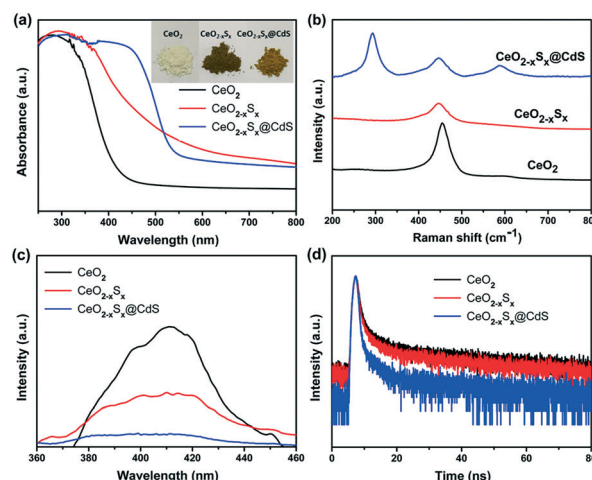 (a)
CeO₂ CeO₂₋ₓSₓ CeO₂₋ₓSₓ@CdS
CeO₂
CeO₂₋ₓSₓ
CeO₂₋ₓSₓ@CdS
Absorbance (a.u.)
300 400 500 600 700 800
Wavelength (nm)
(b)
CeO₂₋ₓSₓ@CdS
CeO₂₋ₓSₓ
CeO₂
Intensity (a.u.)
200 300 400 500 600 700 800
Raman shift (cm⁻¹)
(c)
CeO₂
CeO₂₋ₓSₓ
CeO₂₋ₓSₓ@CdS
Intensity (a.u.)
360 380 400 420 440 460
Wavelength (nm)
(d)
CeO₂
CeO₂₋ₓSₓ
CeO₂₋ₓSₓ@CdS
Intensity (a.u.)
0 20 40 60 80
Time (ns)